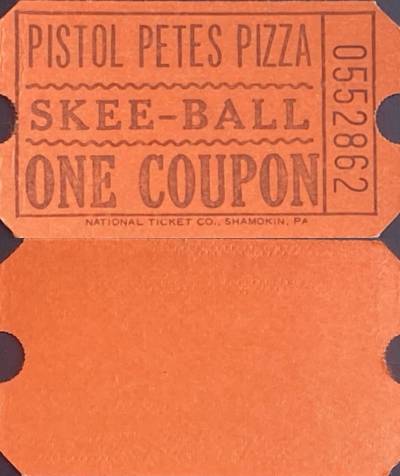 PISTOL PETES PIZZA
SKEE-BALL
ONE COUPON
NATIONAL TICKET CO., SHAMOKIN, PA
0552862